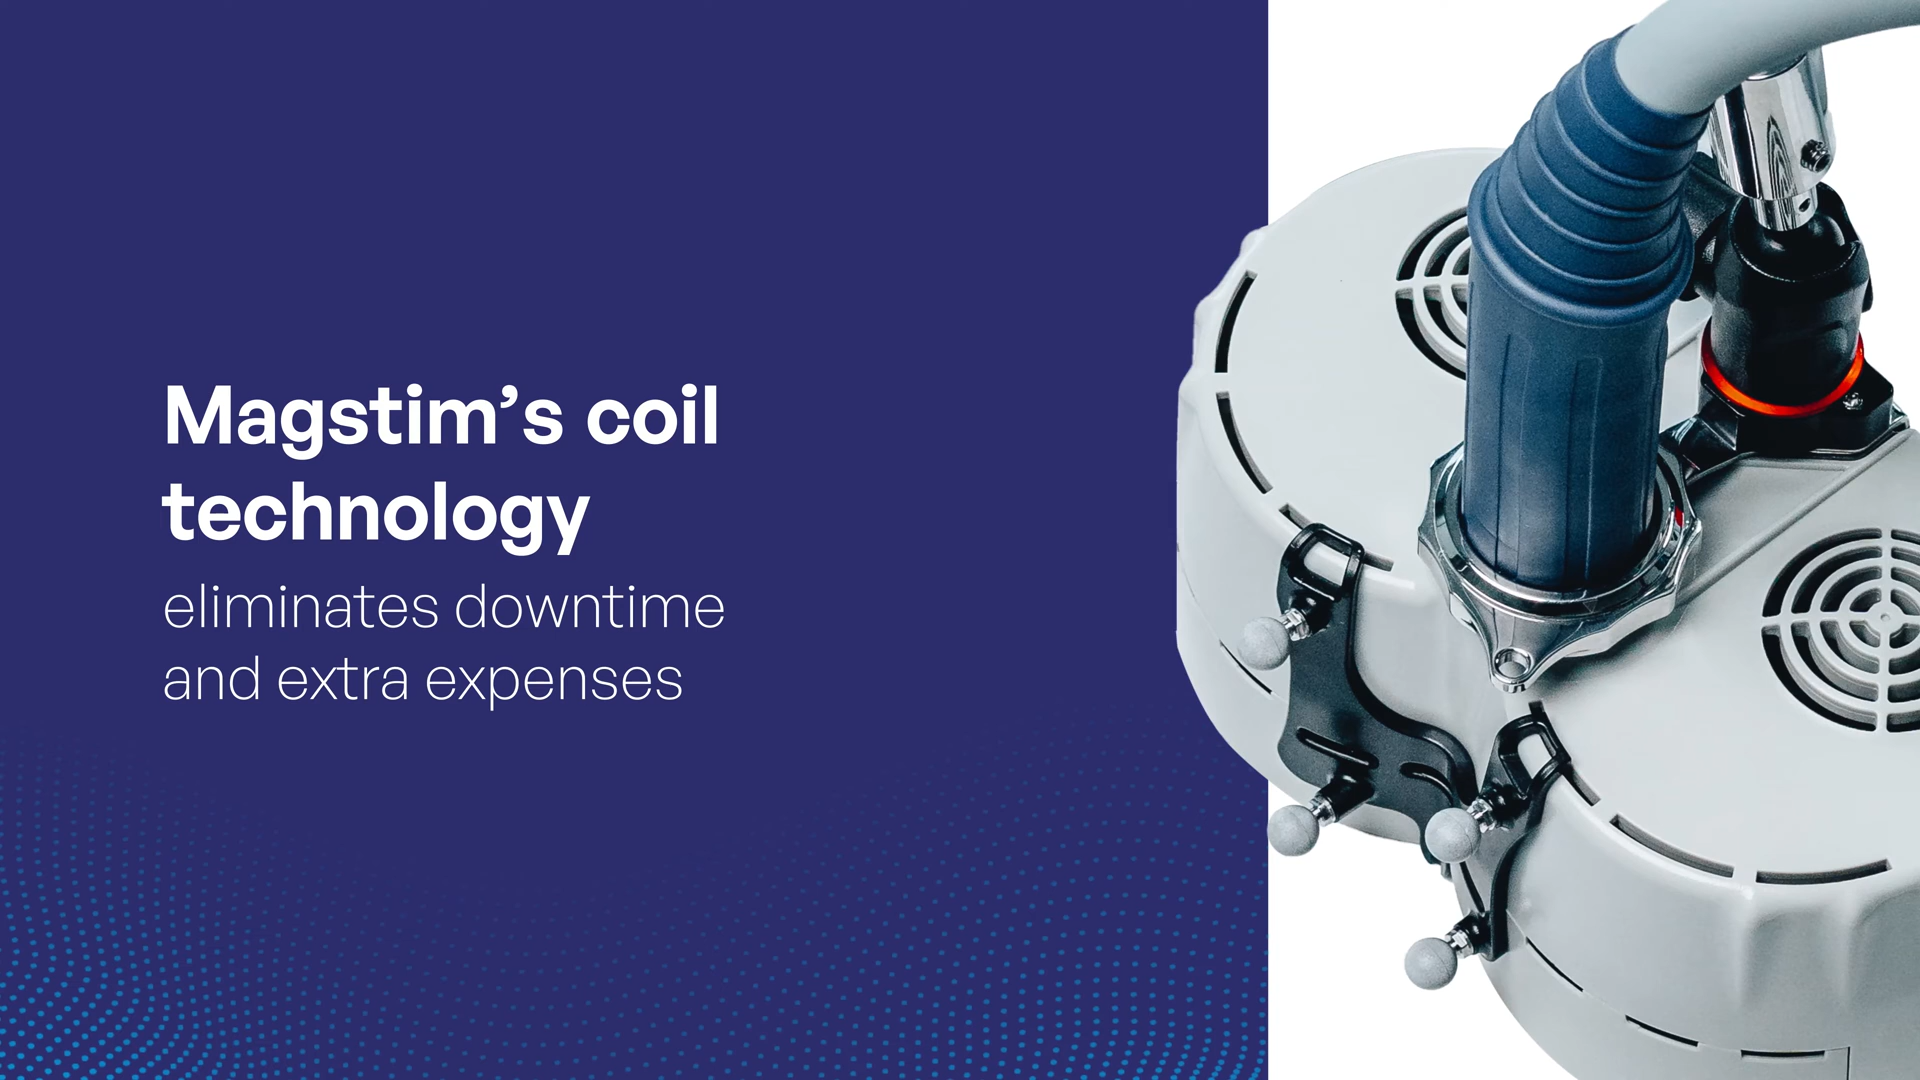 Magstim’s coil
technology
eliminates downtime
and extra expenses